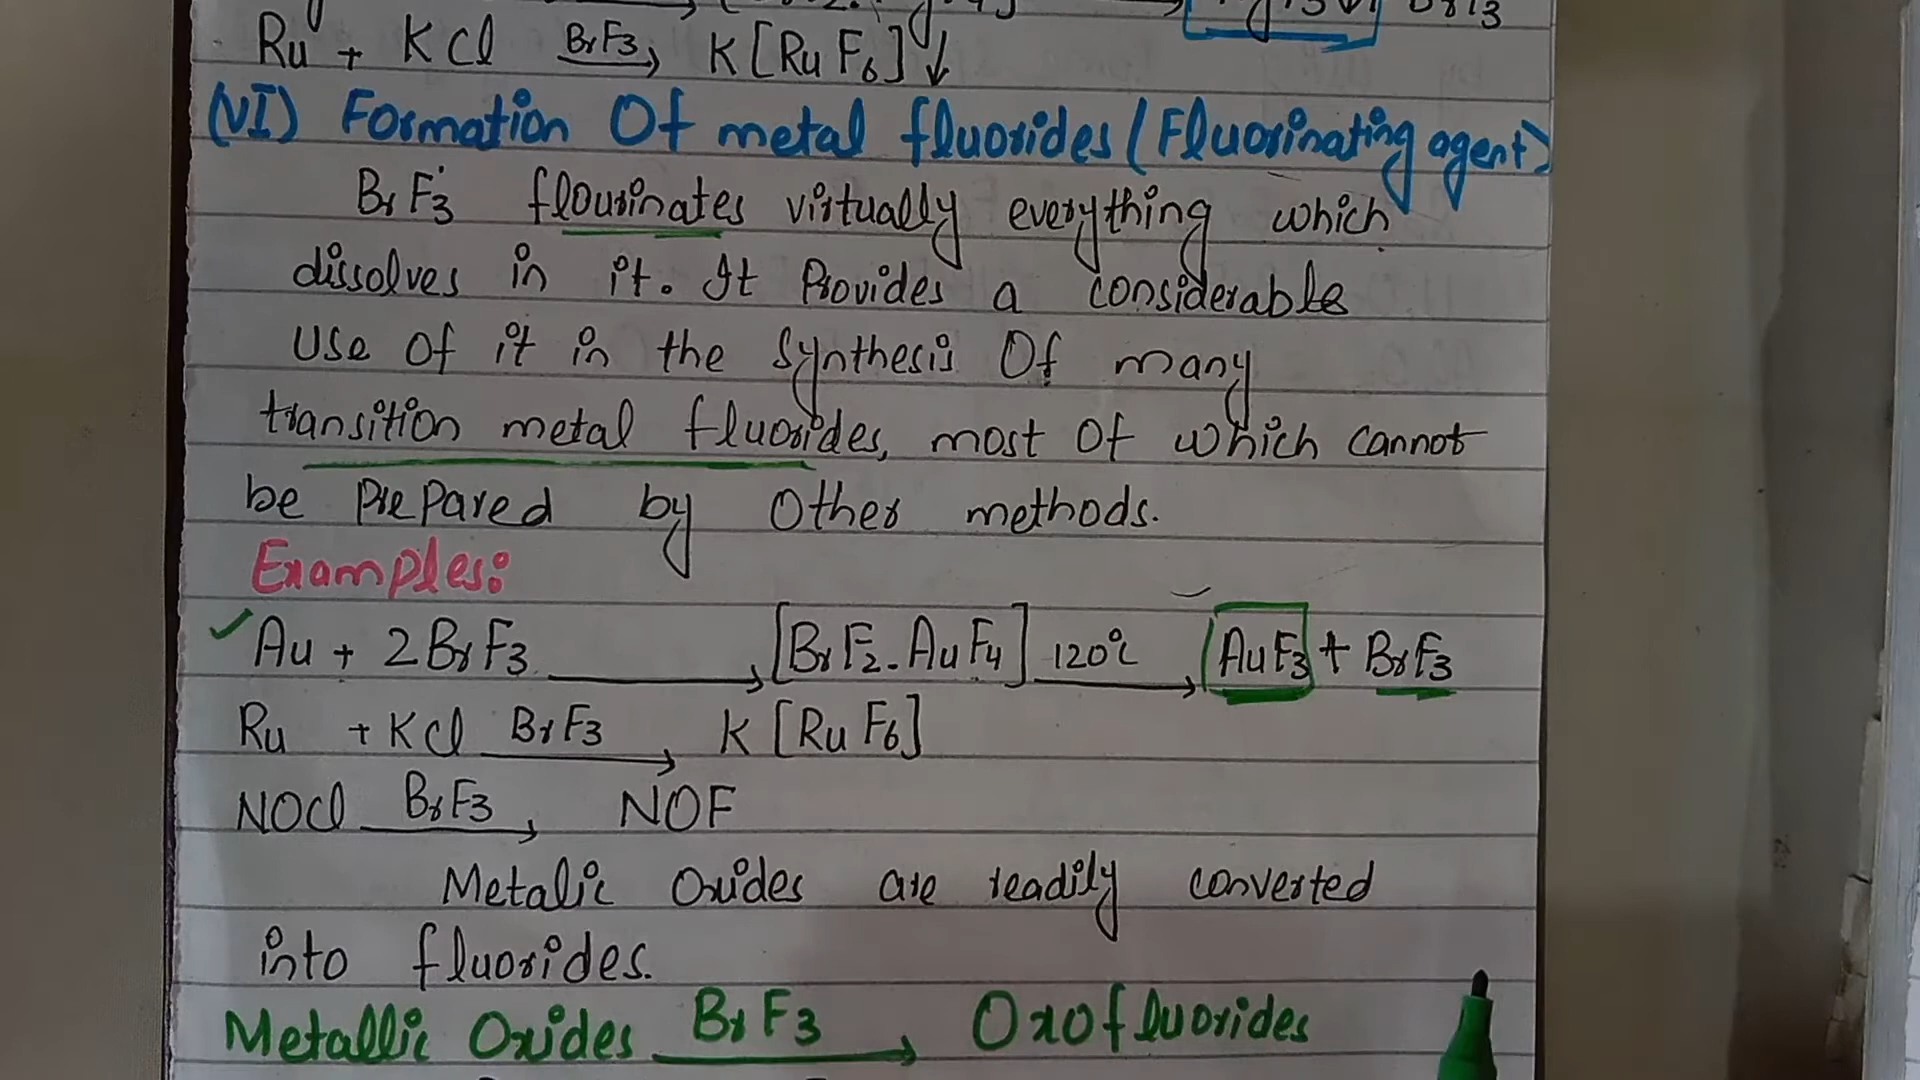 Ru + KCl BrF3 K[RuF6]↓
(VI) Formation Of metal fluorides (Fluorinating agent)
BrF3 flourinates virtually everything which
dissolves in it. It Provides a considerable
Use Of it in the Synthesis Of many
transition metal fluorides, most Of which cannot
be prepared by Other methods.
Examples:
✓ Au + 2BrF3 ⟶ [BrF2.AuF4] 120°C ⟶ AuF3 + BrF3
Ru + KCl BrF3 ⟶ K[RuF6]
NOCl BrF3 ⟶ NOF
Metalic Oxides are readily converted
into fluorides.
Metallic Oxides BrF3 ⟶ Oxofluorides